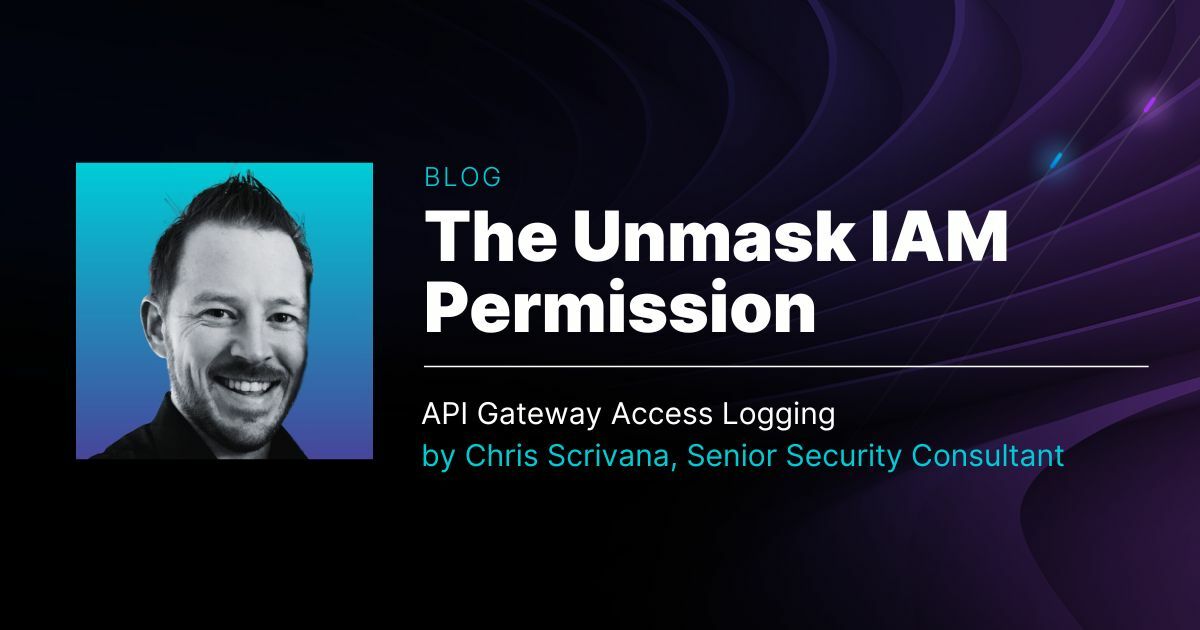 BLOG
The Unmask IAM
Permission
API Gateway Access Logging
by Chris Scrivana, Senior Security Consultant